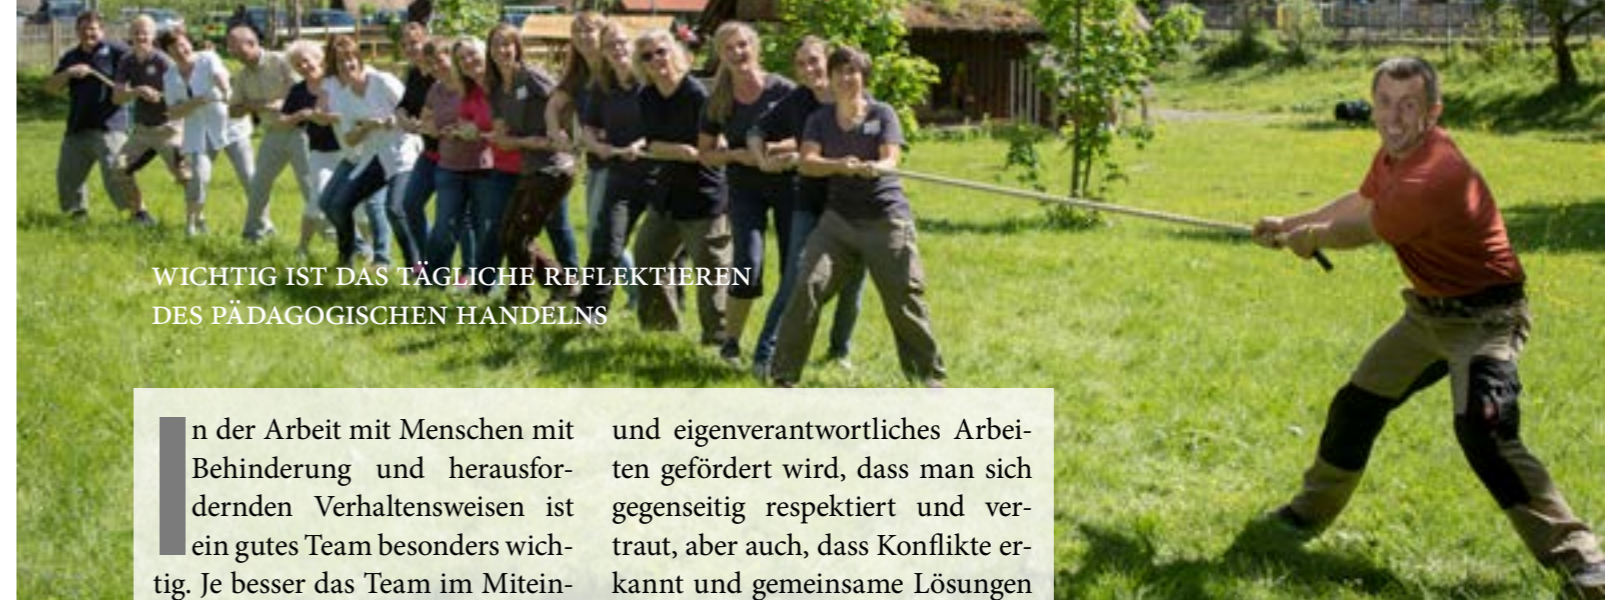 WICHTIG IST DAS TÄGLICHE REFLEKTIEREN
DES PÄDAGOGISCHEN HANDELNS
In der Arbeit mit Menschen mit
Behinderung und herausfor-
dernden Verhaltensweisen ist
ein gutes Team besonders wich-
tig. Je besser das Team im Mitein-
und eigenverantwortliches Arbei-
ten gefördert wird, dass man sich
gegenseitig respektiert und ver-
traut, aber auch, dass Konflikte er-
kannt und gemeinsame Lösungen